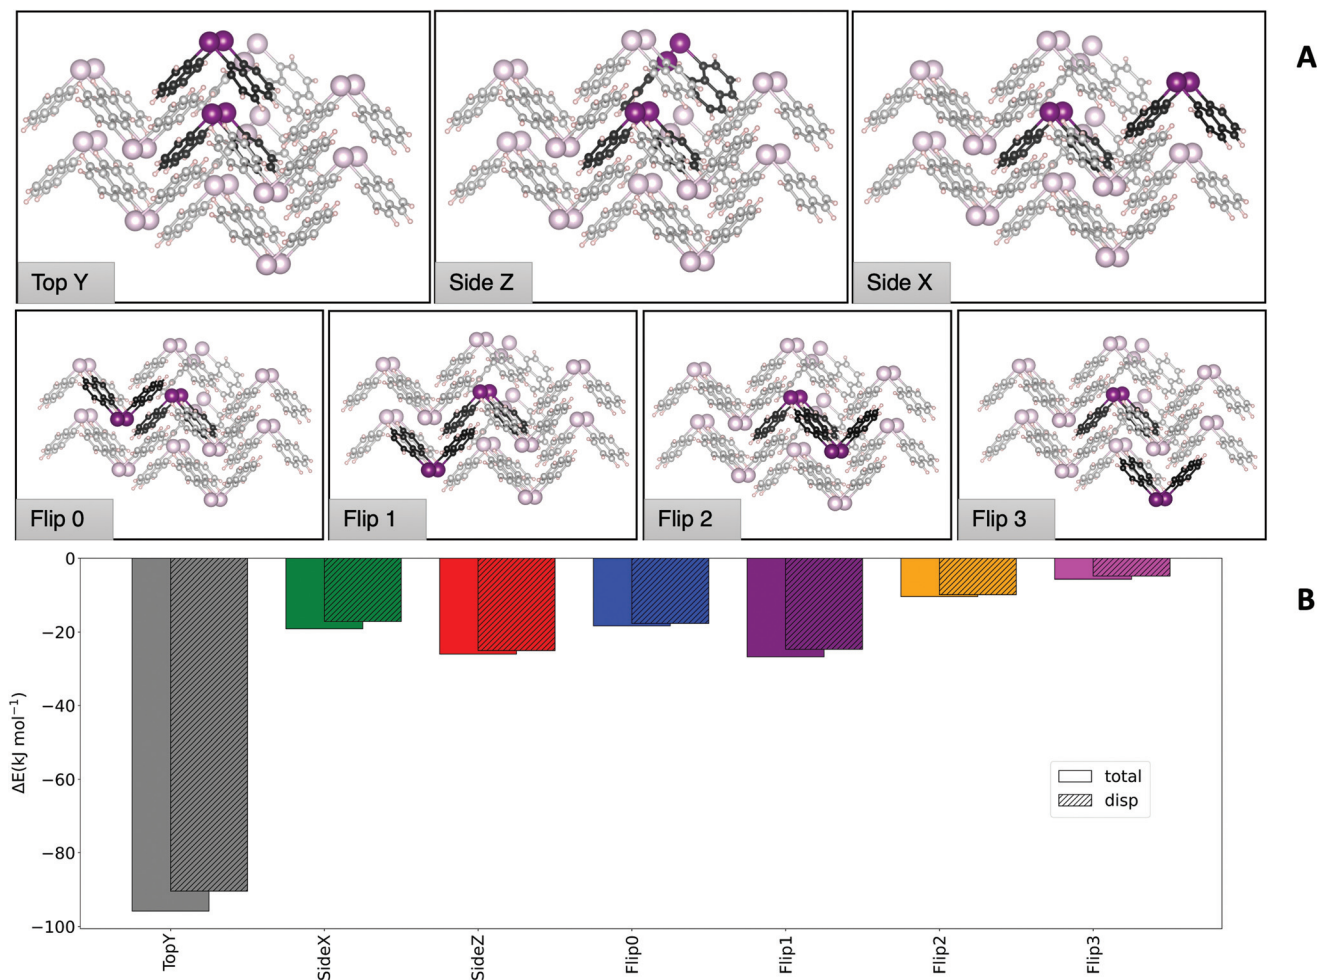 A
Top Y
Side Z
Side X
Flip 0
Flip 1
Flip 2
Flip 3
B
0
−20
−40
−60
−80
−100
ΔE(kJ mol⁻¹)
total
disp
TopY
SideX
SideZ
Flip0
Flip1
Flip2
Flip3